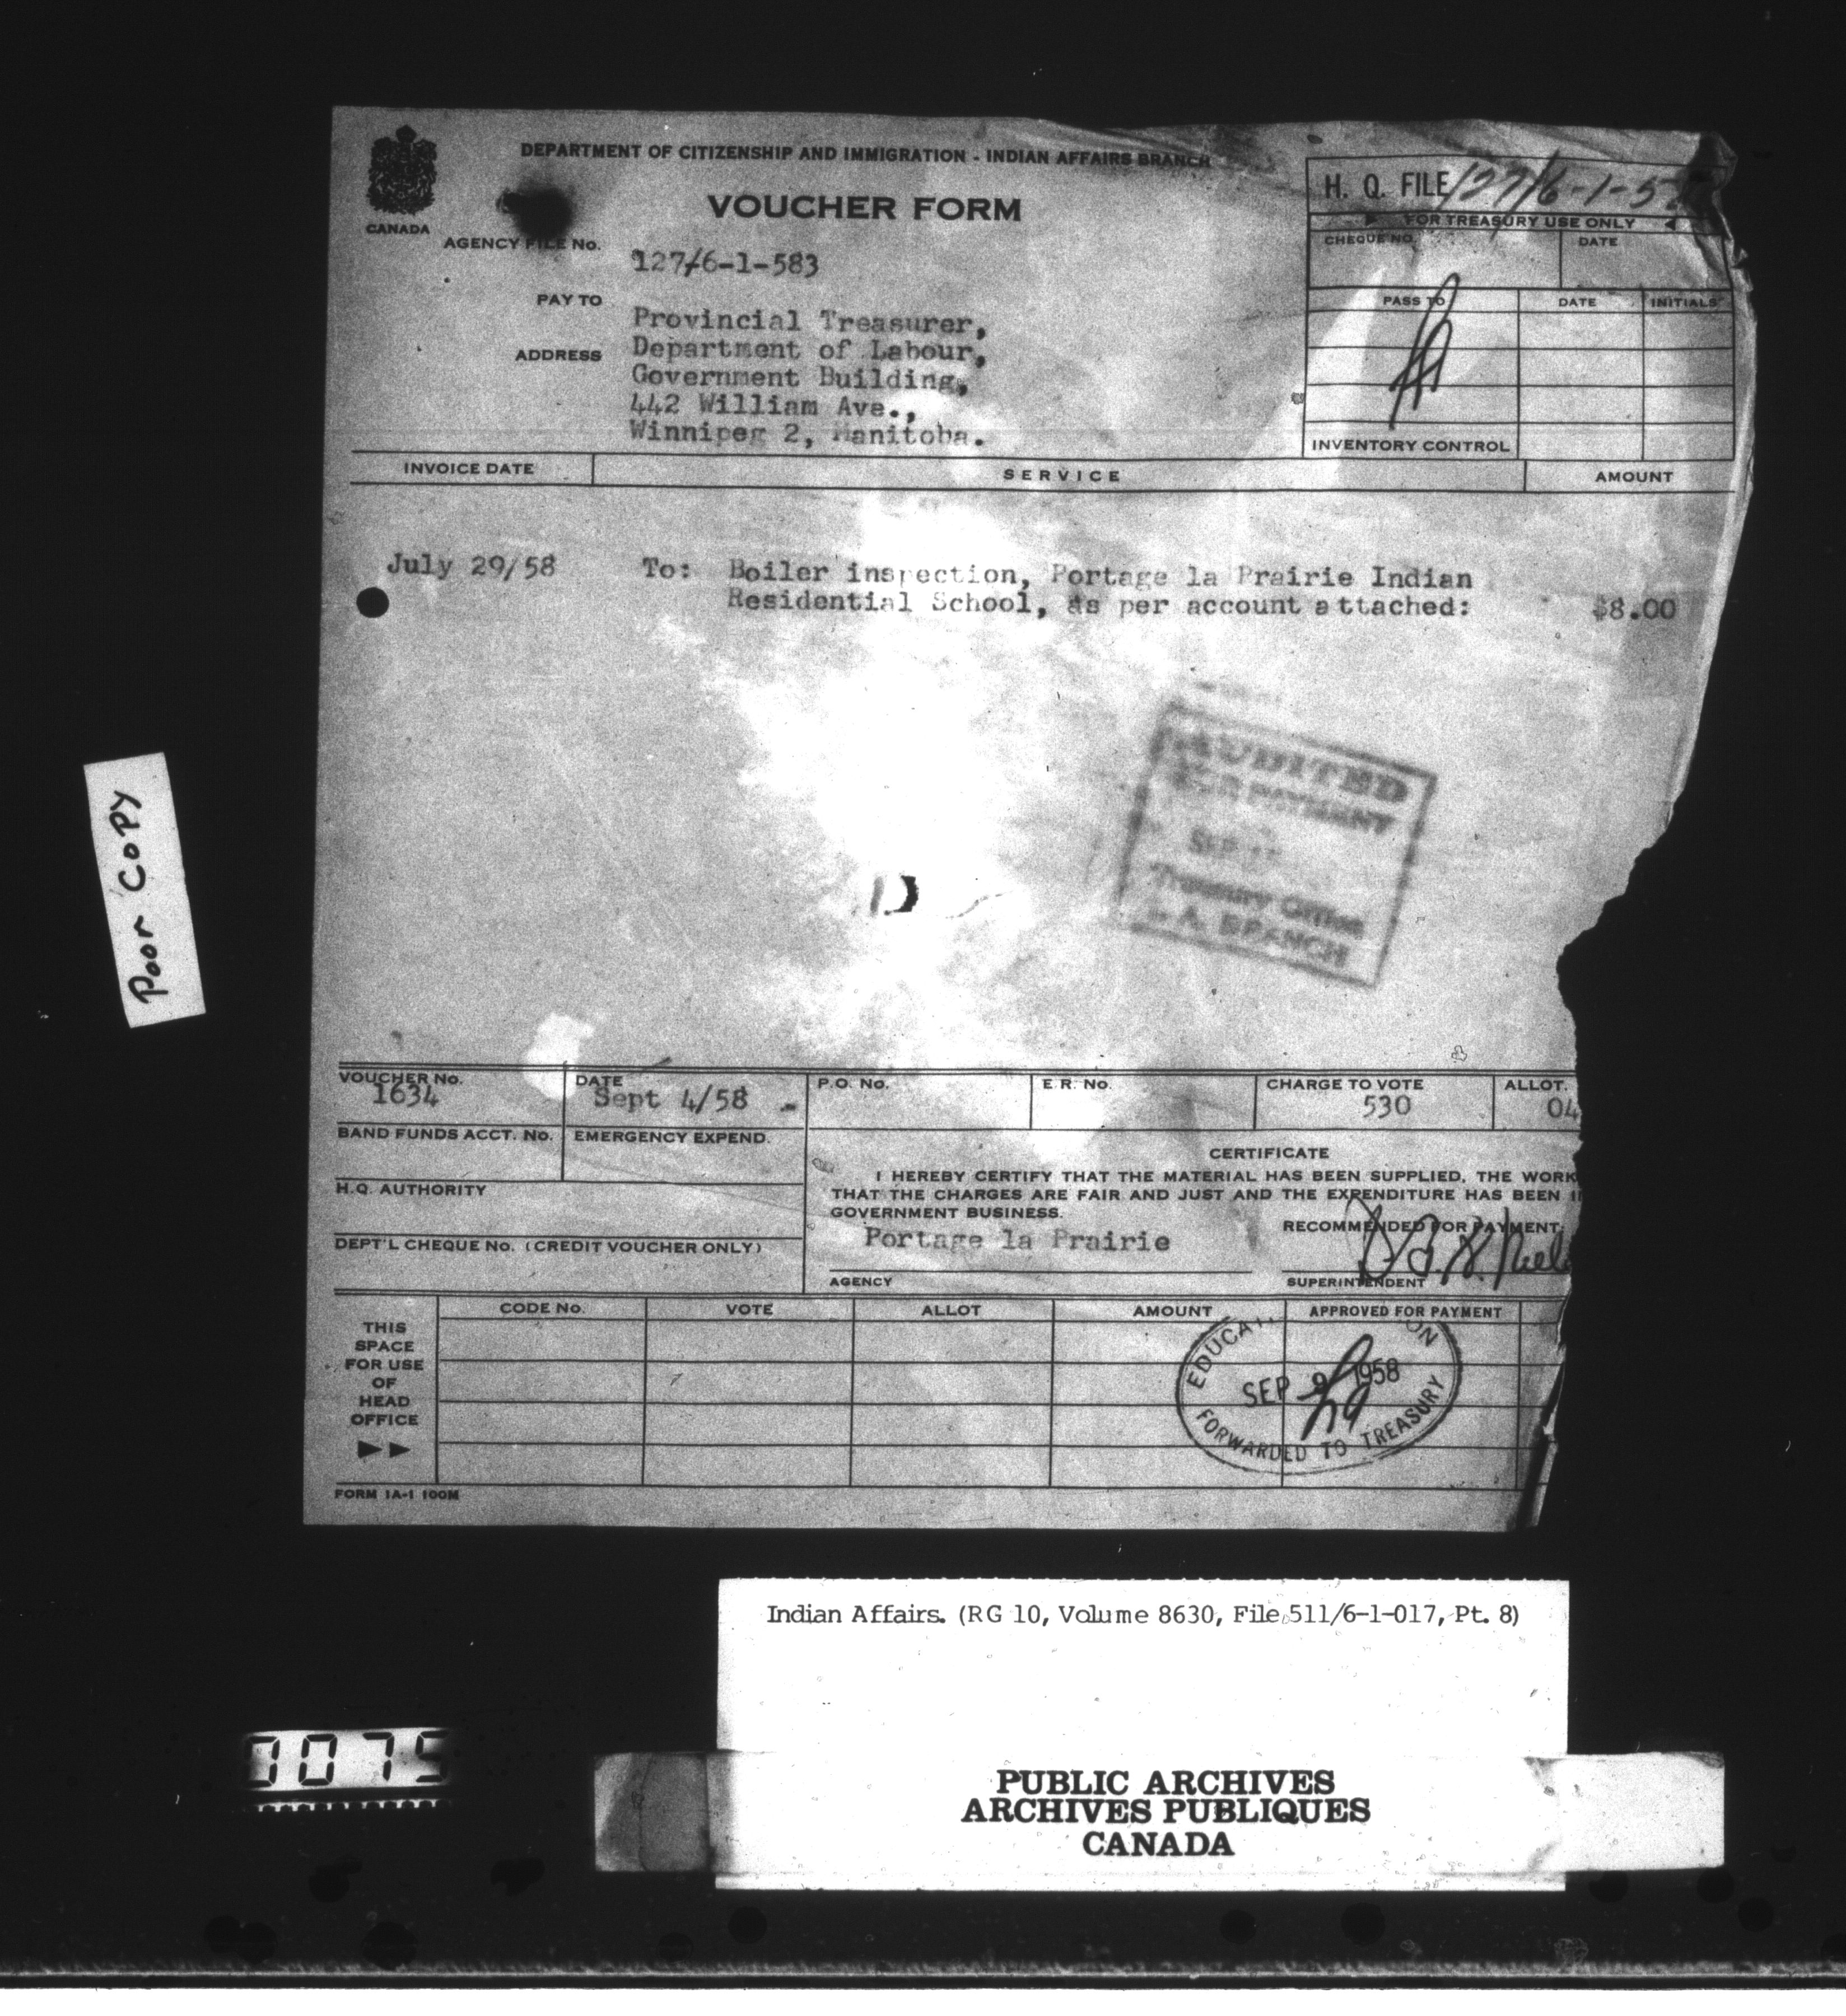 DEPARTMENT OF CITIZENSHIP AND IMMIGRATION - INDIAN AFFAIRS BRANCH
CANADA
VOUCHER FORM
H. Q. FILE 127/6-1-5
FOR TREASURY USE ONLY
CHEQUE NO. DATE
AGENCY FILE No. 127/6-1-583
PASS TO DATE INITIALS
PAY TO Provincial Treasurer,
ADDRESS Department of Labour,
Government Building,
442 William Ave.,
Winnipeg 2, Manitoba.
INVENTORY CONTROL
INVOICE DATE SERVICE AMOUNT
July 29/58 To: Boiler inspection, Portage la Prairie Indian
Residential School, as per account attached: $8.00
AUDITED
FOR PAYMENT
SEP
Treasury Office
I. A. BRANCH
Poor Copy
VOUCHER No. DATE P.O. No. E.R. No. CHARGE TO VOTE ALLOT.
1634 Sept 4/58 530 04
BAND FUNDS ACCT. No. EMERGENCY EXPEND.
CERTIFICATE
I HEREBY CERTIFY THAT THE MATERIAL HAS BEEN SUPPLIED, THE WORK
THAT THE CHARGES ARE FAIR AND JUST AND THE EXPENDITURE HAS BEEN
GOVERNMENT BUSINESS.
H.Q. AUTHORITY
RECOMMENDED FOR PAYMENT:
Portage la Prairie
DEPT'L CHEQUE No. (CREDIT VOUCHER ONLY)
AGENCY
SUPERINTENDENT
CODE No. VOTE ALLOT AMOUNT APPROVED FOR PAYMENT
THIS
SPACE
FOR USE
OF
HEAD
OFFICE
SEP 9 1958
FORWARDED TO TREASURY
FORM 1A-1 100M
Indian Affairs. (RG 10, Volume 8630, File 511/6-1-017, Pt. 8)
0075
PUBLIC ARCHIVES
ARCHIVES PUBLIQUES
CANADA